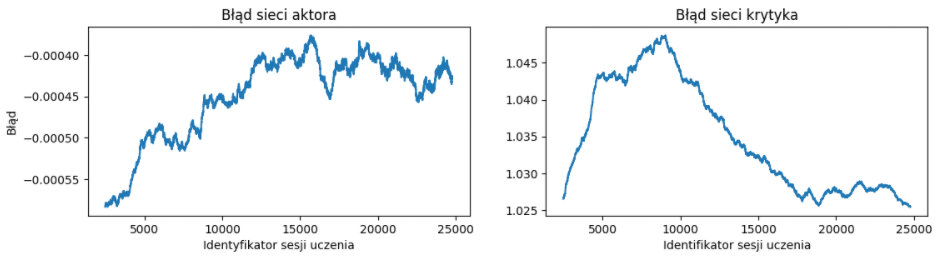 Błąd sieci aktora
Błąd
−0.00040
−0.00045
−0.00050
−0.00055
5000 10000 15000 20000 25000
Identyfikator sesji uczenia
Błąd sieci krytyka
1.045
1.040
1.035
1.030
1.025
5000 10000 15000 20000 25000
Identifikator sesji uczenia